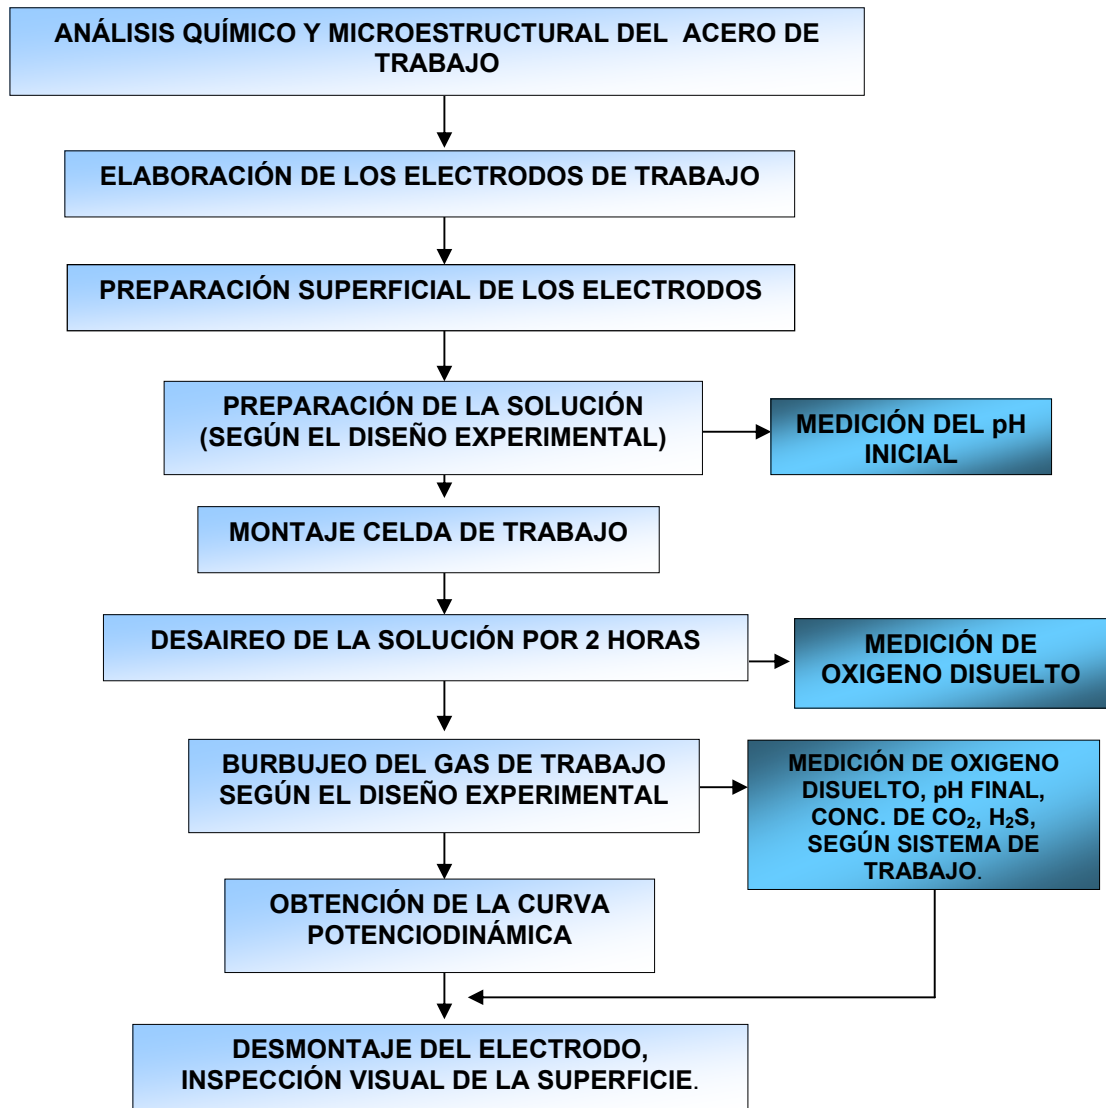 ANÁLISIS QUÍMICO Y MICROESTRUCTURAL DEL ACERO DE
TRABAJO
ELABORACIÓN DE LOS ELECTRODOS DE TRABAJO
PREPARACIÓN SUPERFICIAL DE LOS ELECTRODOS
PREPARACIÓN DE LA SOLUCIÓN
(SEGÚN EL DISEÑO EXPERIMENTAL)
MEDICIÓN DEL pH
INICIAL
MONTAJE CELDA DE TRABAJO
DESAIREO DE LA SOLUCIÓN POR 2 HORAS
MEDICIÓN DE
OXIGENO DISUELTO
BURBUJEO DEL GAS DE TRABAJO
SEGÚN EL DISEÑO EXPERIMENTAL
MEDICIÓN DE OXIGENO
DISUELTO, pH FINAL,
CONC. DE CO₂, H₂S,
SEGÚN SISTEMA DE
TRABAJO.
OBTENCIÓN DE LA CURVA
POTENCIODINÁMICA
DESMONTAJE DEL ELECTRODO,
INSPECCIÓN VISUAL DE LA SUPERFICIE.